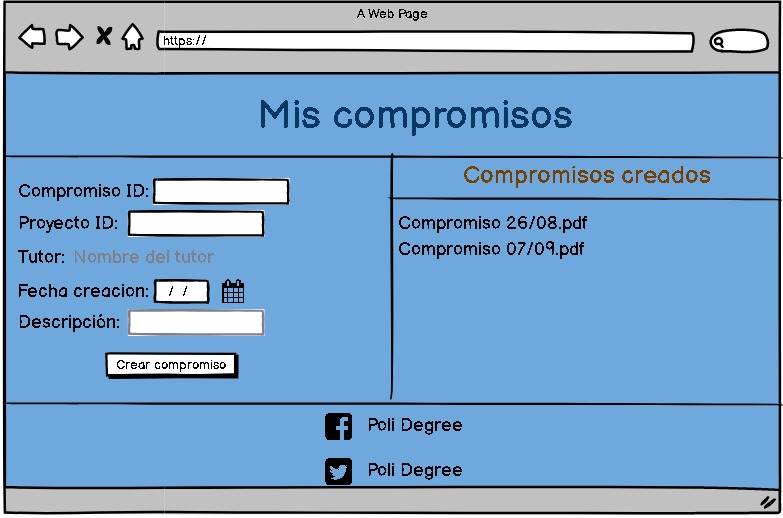 A Web Page
https://
Mis compromisos
Compromiso ID:
Proyecto ID:
Tutor: Nombre del tutor
Fecha creacion: / /
Descripción:
Crear compromiso
Compromisos creados
Compromiso 26/08.pdf
Compromiso 07/09.pdf
Poli Degree
Poli Degree